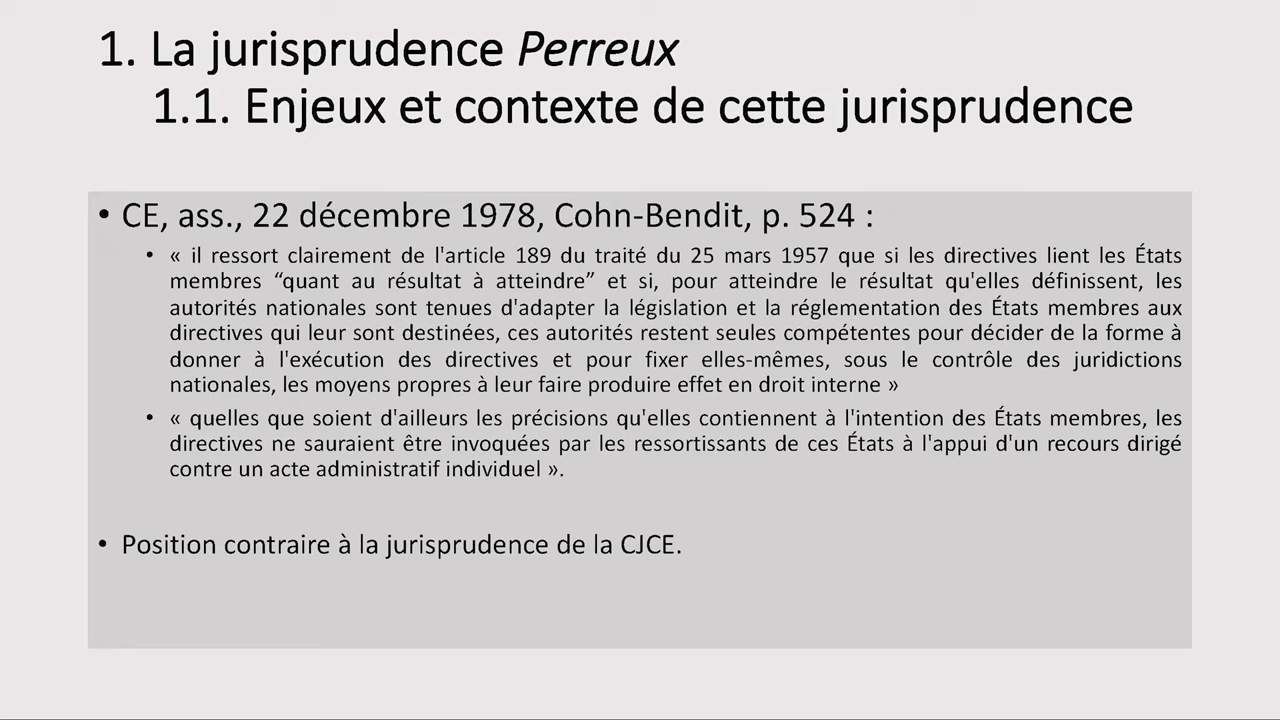 1. La jurisprudence Perreux
1.1. Enjeux et contexte de cette jurisprudence
• CE, ass., 22 décembre 1978, Cohn-Bendit, p. 524 :
• « il ressort clairement de l'article 189 du traité du 25 mars 1957 que si les directives lient les États
membres “quant au résultat à atteindre” et si, pour atteindre le résultat qu'elles définissent, les
autorités nationales sont tenues d'adapter la législation et la réglementation des États membres aux
directives qui leur sont destinées, ces autorités restent seules compétentes pour décider de la forme à
donner à l'exécution des directives et pour fixer elles-mêmes, sous le contrôle des juridictions
nationales, les moyens propres à leur faire produire effet en droit interne »
• « quelles que soient d'ailleurs les précisions qu'elles contiennent à l'intention des États membres, les
directives ne sauraient être invoquées par les ressortissants de ces États à l'appui d'un recours dirigé
contre un acte administratif individuel ».
• Position contraire à la jurisprudence de la CJCE.